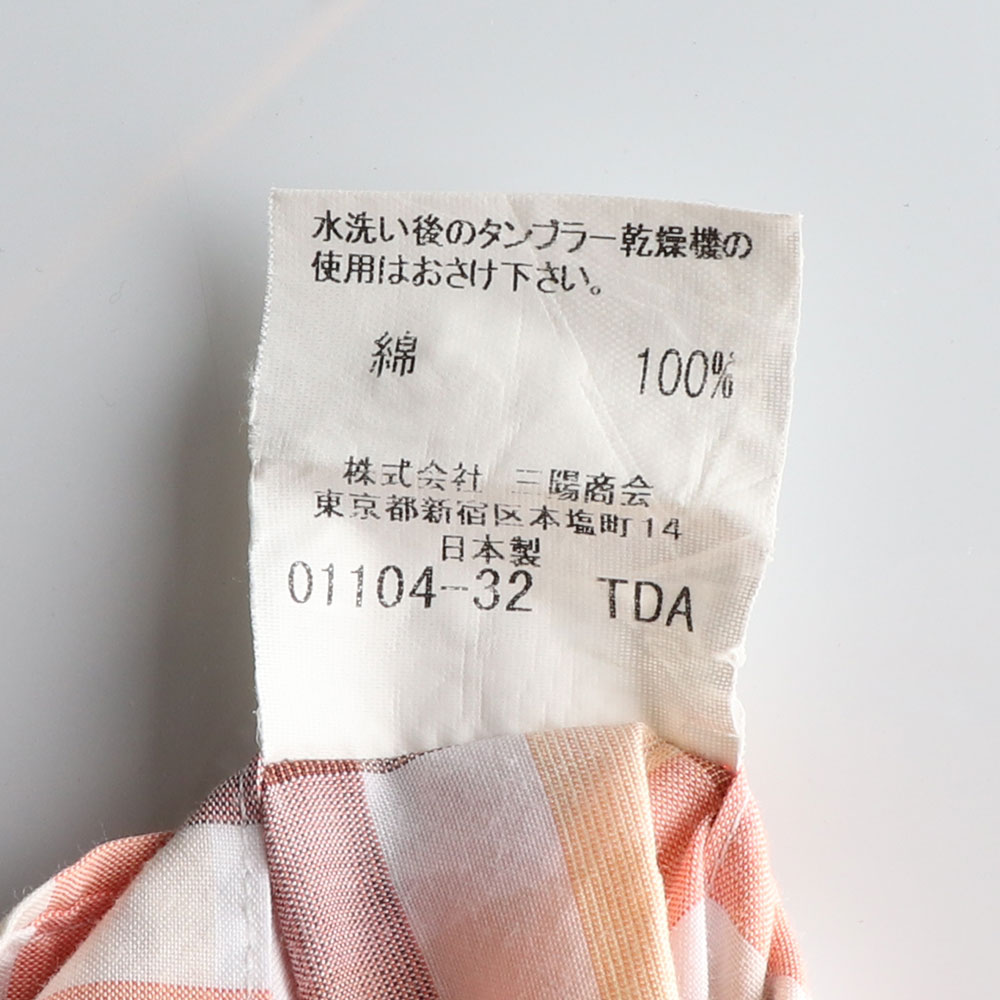 水洗い後のタンブラー乾燥機の
使用はおさけ下さい。
綿 100%
株式会社 三陽商会
東京都新宿区本塩町14
日本製
01104-32 TDA